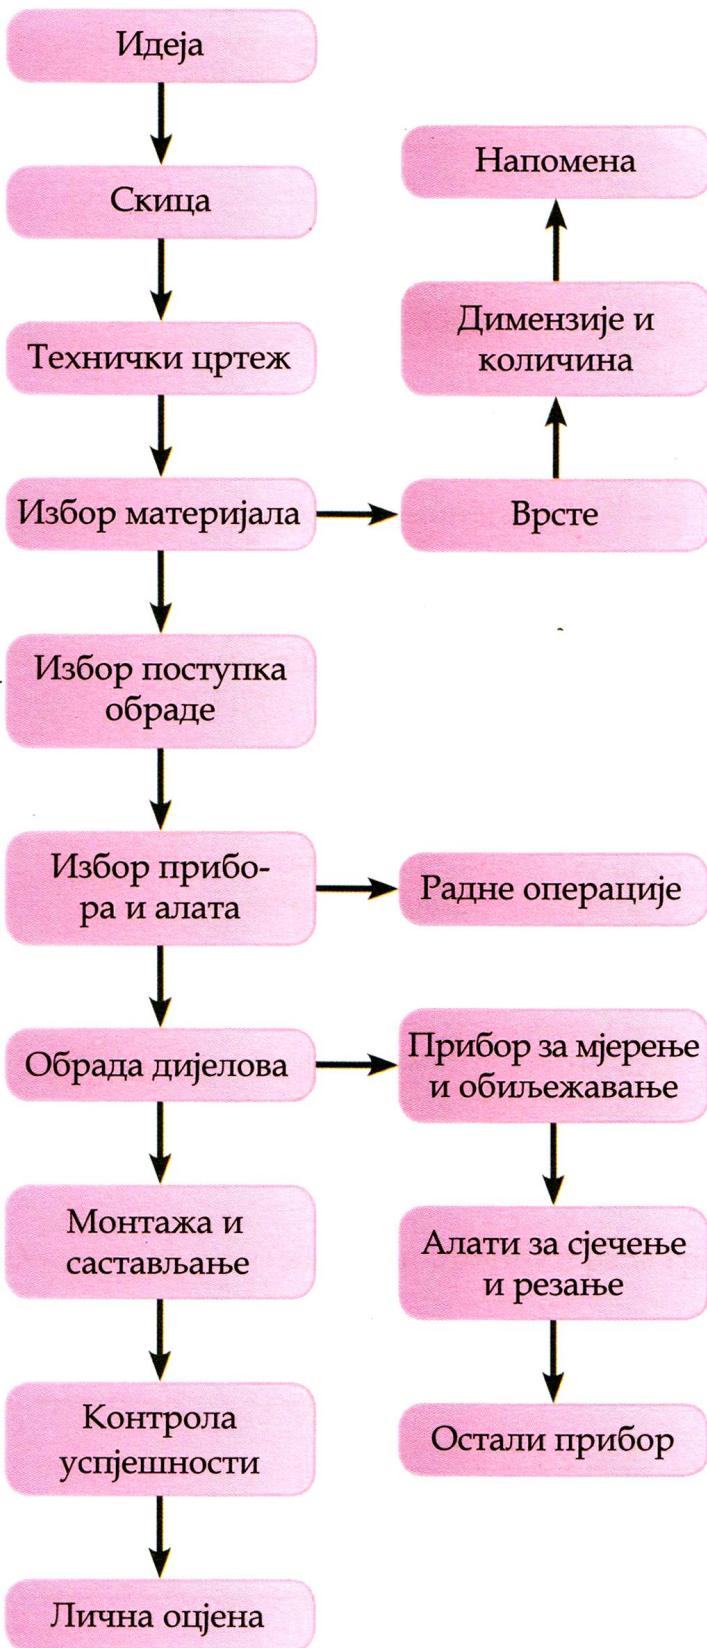 Идеја
Скица
Технички цртеж
Избор материјала
Избор поступка
обраде
Избор прибо-
ра и алата
Обрада дијелова
Монтажа и
састављање
Контрола
успјешности
Лична оцјена
Напомена
Димензије и
количина
Врсте
Радне операције
Прибор за мјерење
и обиљежавање
Алати за сјечење
и резање
Остали прибор